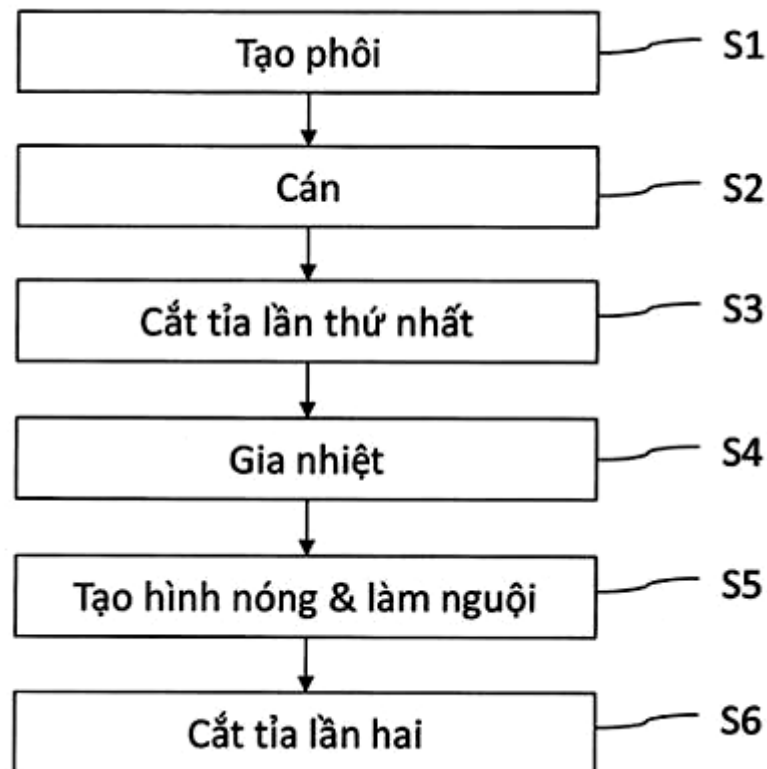 Tạo phôi S1
Cán S2
Cắt tỉa lần thứ nhất S3
Gia nhiệt S4
Tạo hình nóng & làm nguội S5
Cắt tỉa lần hai S6